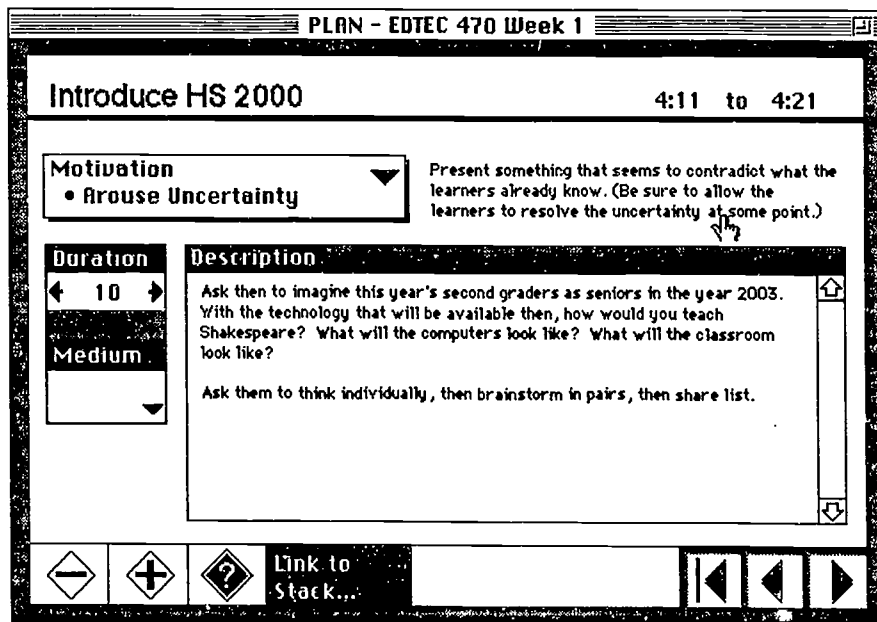 PLAN - EDTEC 470 Week 1
Introduce HS 2000
4:11 to 4:21
Motivation
• Arouse Uncertainty
Present something that seems to contradict what the
learners already know. (Be sure to allow the
learners to resolve the uncertainty at some point.)
Duration
10
Medium
Description
Ask then to imagine this year's second graders as seniors in the year 2003.
With the technology that will be available then, how would you teach
Shakespeare? What will the computers look like? What will the classroom
look like?
Ask them to think individually, then brainstorm in pairs, then share list.
?
Link to
Stack...